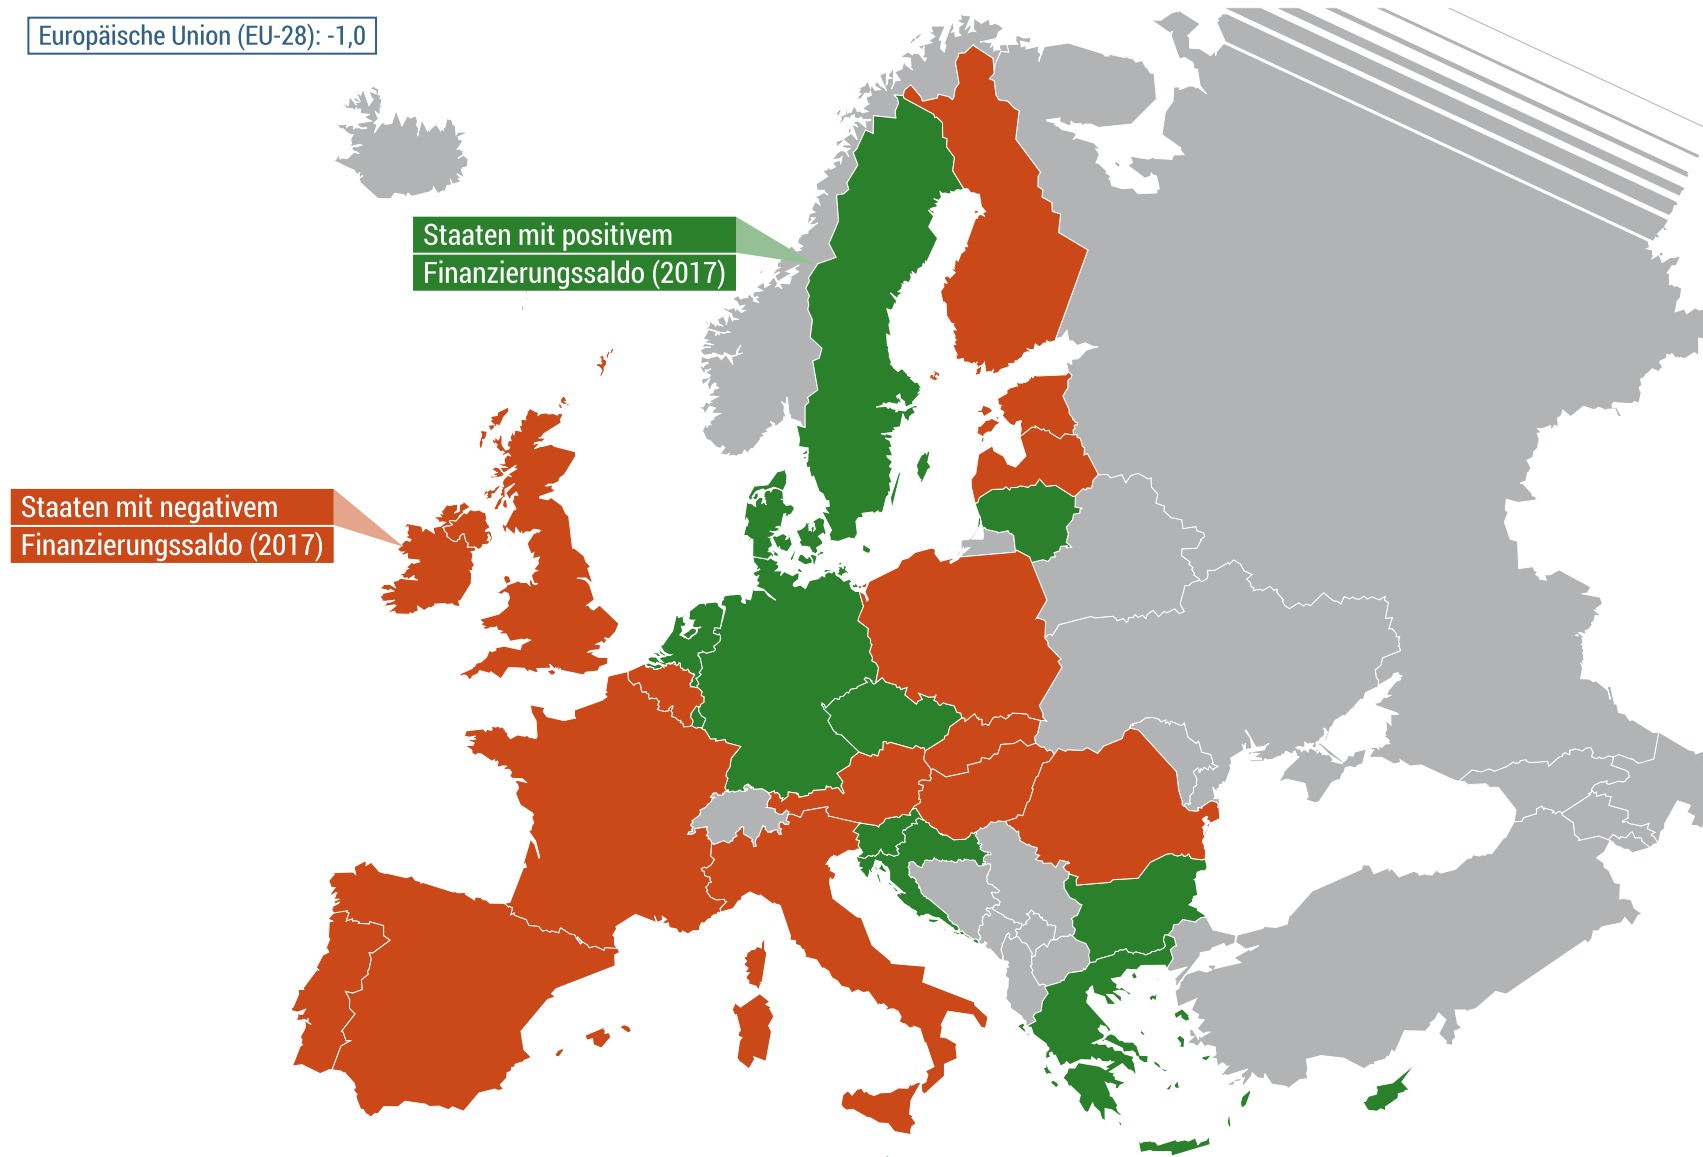 Europäische Union (EU-28): -1,0
Staaten mit positivem
Finanzierungssaldo (2017)
Staaten mit negativem
Finanzierungssaldo (2017)